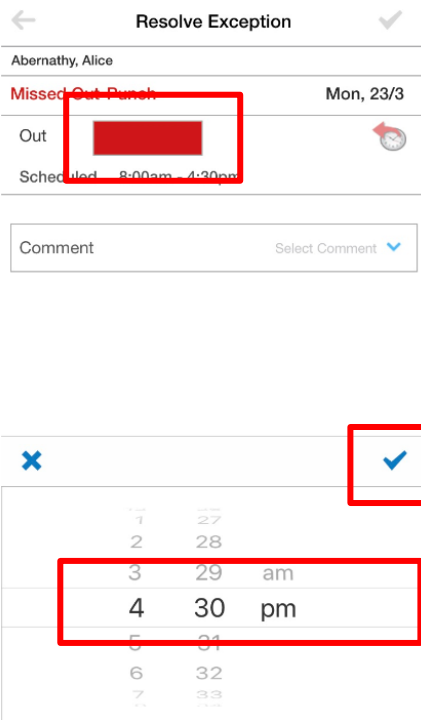 Resolve Exception
Abernathy, Alice
Missed Out Punch Mon, 23/3
Out
Scheduled 8:00am - 4:30pm
Comment Select Comment
1 27
2 28
3 29 am
4 30 pm
5 31
6 32
7 33